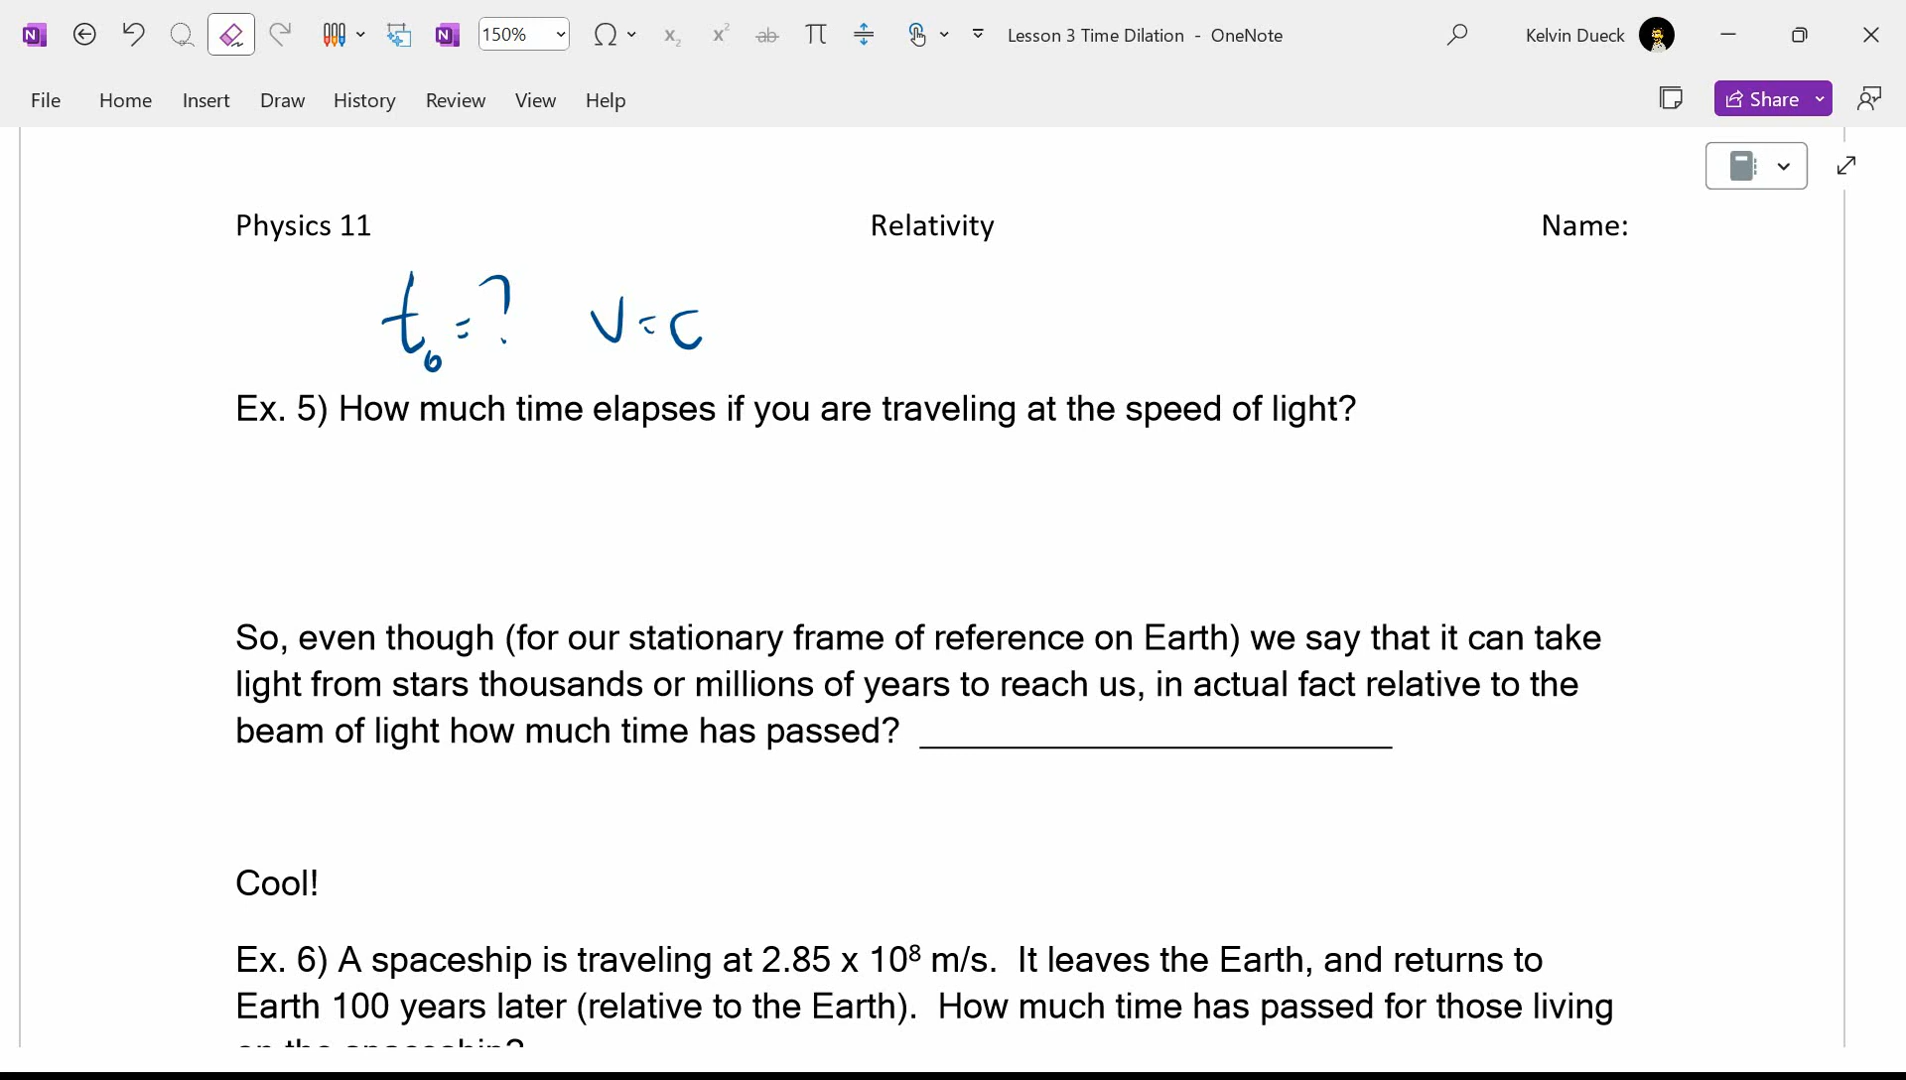 150% Lesson 3 Time Dilation - OneNote Kelvin Dueck
File Home Insert Draw History Review View Help Share
Physics 11 Relativity Name:
t₀ = ? v = c
Ex. 5) How much time elapses if you are traveling at the speed of light?
So, even though (for our stationary frame of reference on Earth) we say that it can take
light from stars thousands or millions of years to reach us, in actual fact relative to the
beam of light how much time has passed? __________________________
Cool!
Ex. 6) A spaceship is traveling at 2.85 x 10⁸ m/s. It leaves the Earth, and returns to
Earth 100 years later (relative to the Earth). How much time has passed for those living
on the spaceship?